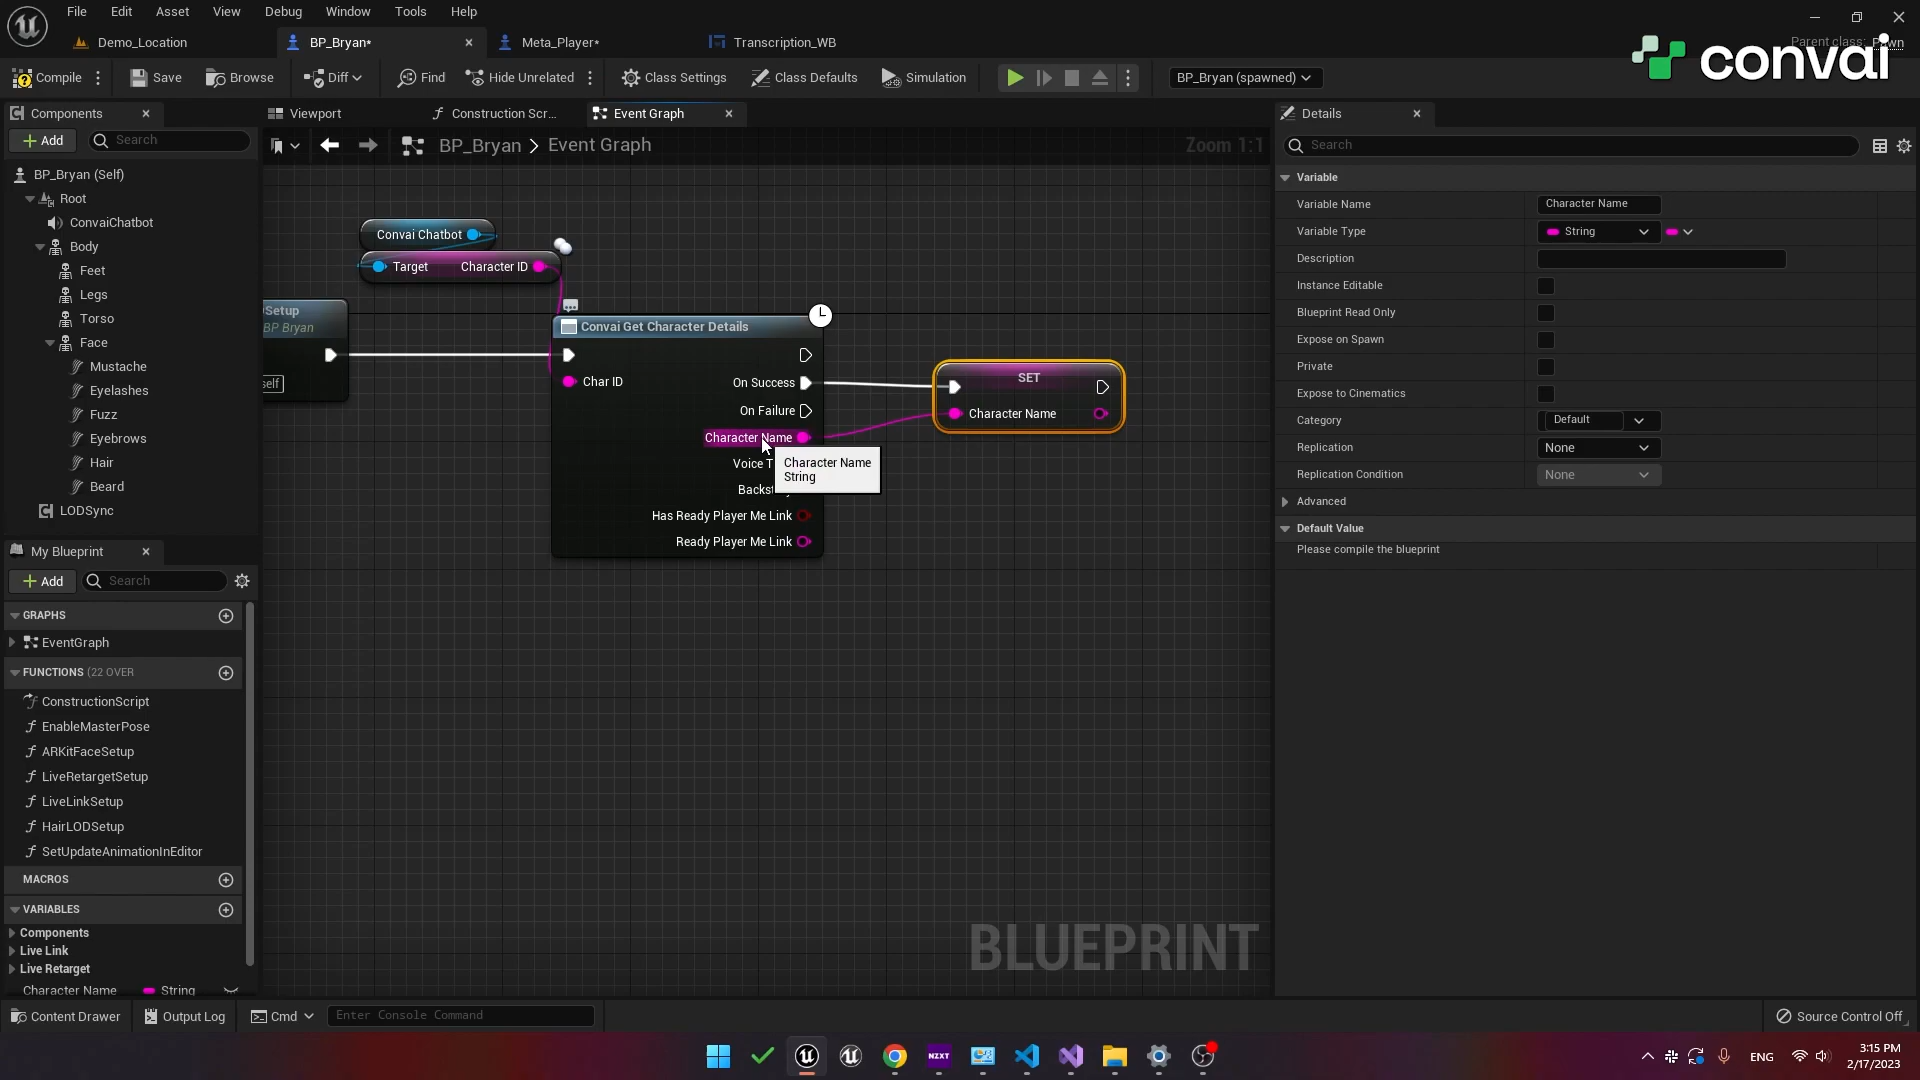 File Edit Asset View Debug Window Tools Help
Demo_Location
BP_Bryan*
Meta_Player*
Transcription_WB
Parent class: Pawn
convai
Compile
Save
Browse
Diff
Find
Hide Unrelated
Class Settings
Class Defaults
Simulation
BP_Bryan (spawned)
Components
Add
Search
BP_Bryan (Self)
Root
ConvaiChatbot
Body
Feet
Legs
Torso
Face
Mustache
Eyelashes
Fuzz
Eyebrows
Hair
Beard
LODSync
My Blueprint
Add
Search
GRAPHS
EventGraph
FUNCTIONS (22 OVER
ConstructionScript
EnableMasterPose
ARKitFaceSetup
LiveRetargetSetup
LiveLinkSetup
HairLODSetup
SetUpdateAnimationInEditor
MACROS
VARIABLES
Components
Live Link
Live Retarget
Character Name String
Viewport
Construction Scr...
Event Graph
BP_Bryan > Event Graph
Zoom 1:1
Convai Chatbot
Target Character ID
Setup
BP Bryan
self
Convai Get Character Details
Char ID
On Success
On Failure
Character Name
Voice T
Backsty
Has Ready Player Me Link
Ready Player Me Link
Character Name
String
SET
Character Name
BLUEPRINT
Details
Search
Variable
Variable Name Character Name
Variable Type String
Description
Instance Editable
Blueprint Read Only
Expose on Spawn
Private
Expose to Cinematics
Category Default
Replication None
Replication Condition None
Advanced
Default Value
Please compile the blueprint
Content Drawer
Output Log
Cmd
Enter Console Command
Source Control Off
NZXT
ENG
3:15 PM
2/17/2023